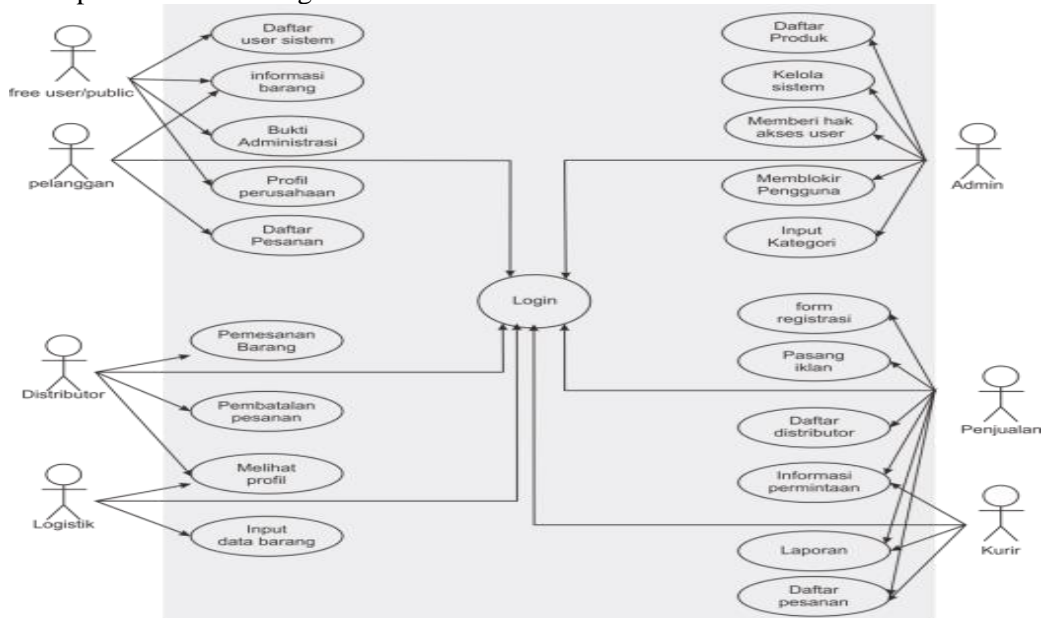 free user/public
pelanggan
Daftar
user sistem
informasi
barang
Bukti
Administrasi
Profil
perusahaan
Daftar
Pesanan
Daftar
Produk
Kelola
sistem
Memberi hak
akses user
Memblokir
Pengguna
Input
Kategori
Admin
Login
Distributor
Logistik
Pemesanan
Barang
Pembatalan
pesanan
Melihat
profil
Input
data barang
form
registrasi
Pasang
iklan
Daftar
distributor
Informasi
permintaan
Laporan
Daftar
pesanan
Penjualan
Kurir